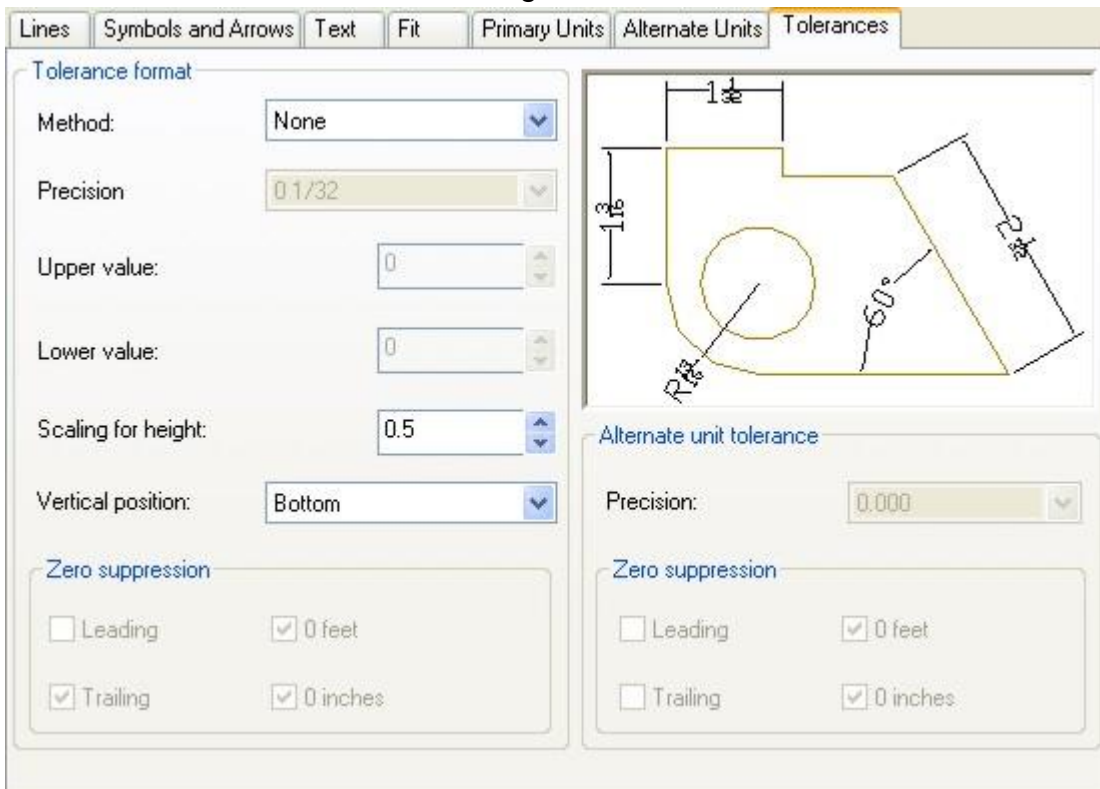 Lines Symbols and Arrows Text Fit Primary Units Alternate Units Tolerances
Tolerance format
Method: None
Precision 0 1/32
Upper value: 0
Lower value: 0
Scaling for height: 0.5
Vertical position: Bottom
Zero suppression
Leading 0 feet
Trailing 0 inches
60°
Alternate unit tolerance
Precision: 0.000
Zero suppression
Leading 0 feet
Trailing 0 inches